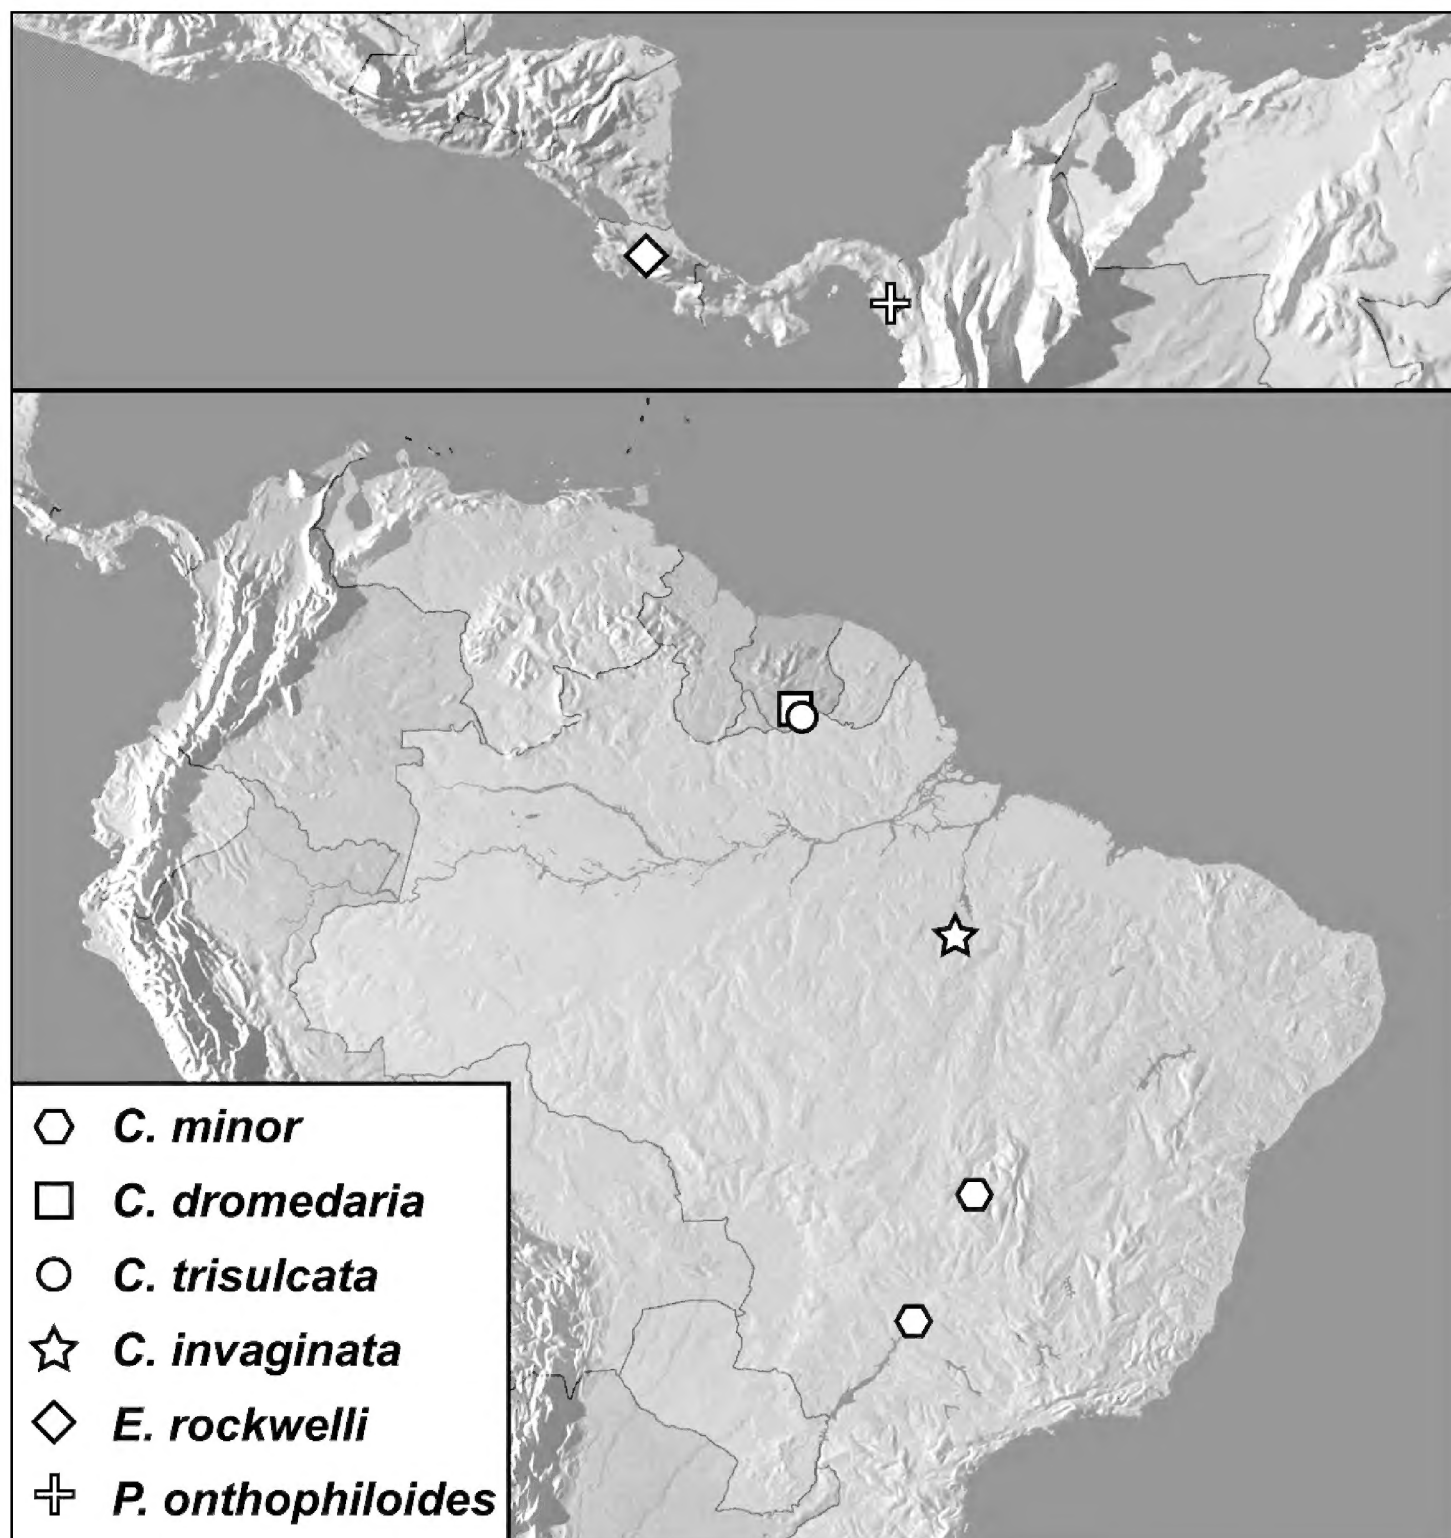 C. minor
C. dromedaria
C. trisulcata
C. invaginata
E. rockwelli
P. onthophiloides